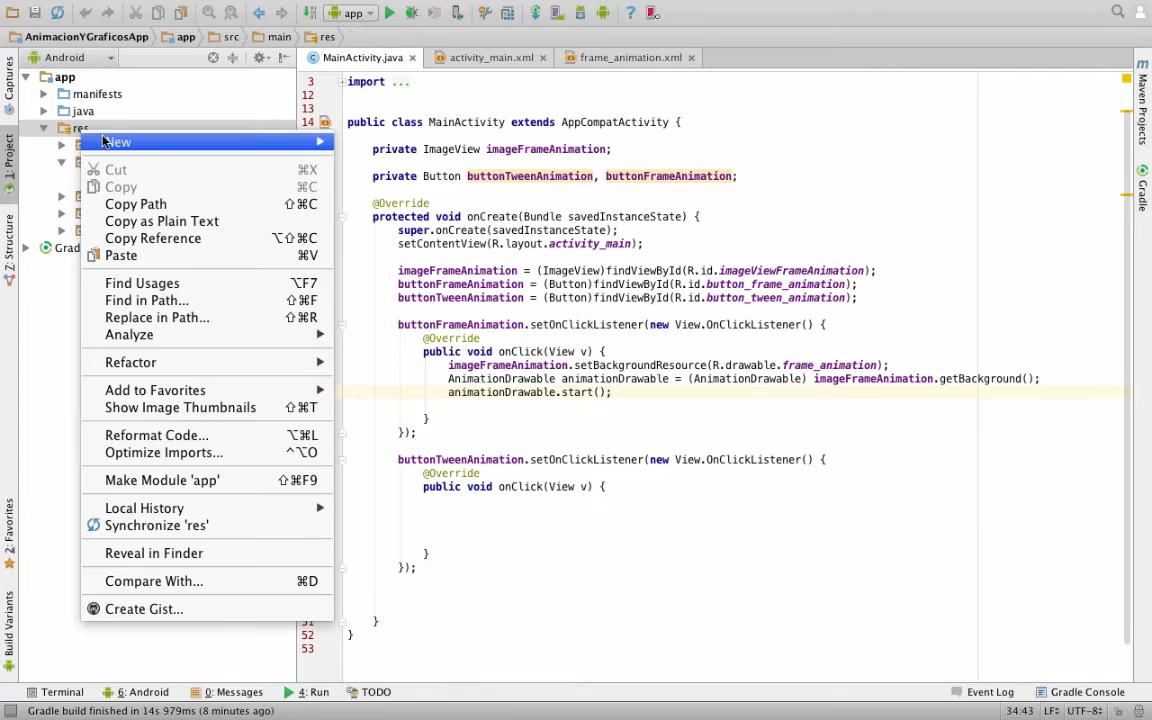 app
AnimacionYGraficosApp
app
src
main
res
Android
MainActivity.java
activity_main.xml
frame_animation.xml
Captures
1: Project
Z: Structure
2: Favorites
Build Variants
Maven Projects
Gradle
app
manifests
java
res
Grad
New
Cut ⌘X
Copy ⌘C
Copy Path ⇧⌘C
Copy as Plain Text
Copy Reference ⌥⇧⌘C
Paste ⌘V
Find Usages ⌥F7
Find in Path... ⇧⌘F
Replace in Path... ⇧⌘R
Analyze
Refactor
Add to Favorites
Show Image Thumbnails ⇧⌘T
Reformat Code... ⌥⌘L
Optimize Imports... ^⌥O
Make Module 'app' ⇧⌘F9
Local History
Synchronize 'res'
Reveal in Finder
Compare With... ⌘D
Create Gist...
3 import ...
12
13
14 public class MainActivity extends AppCompatActivity {
private ImageView imageFrameAnimation;
private Button buttonTweenAnimation, buttonFrameAnimation;
@Override
protected void onCreate(Bundle savedInstanceState) {
super.onCreate(savedInstanceState);
setContentView(R.layout.activity_main);
imageFrameAnimation = (ImageView)findViewById(R.id.imageViewFrameAnimation);
buttonFrameAnimation = (Button)findViewById(R.id.button_frame_animation);
buttonTweenAnimation = (Button)findViewById(R.id.button_tween_animation);
buttonFrameAnimation.setOnClickListener(new View.OnClickListener() {
@Override
public void onClick(View v) {
imageFrameAnimation.setBackgroundResource(R.drawable.frame_animation);
AnimationDrawable animationDrawable = (AnimationDrawable) imageFrameAnimation.getBackground();
animationDrawable.start();
}
});
buttonTweenAnimation.setOnClickListener(new View.OnClickListener() {
@Override
public void onClick(View v) {
}
});
51 }
52 }
53
Terminal
6: Android
0: Messages
4: Run
TODO
Event Log
Gradle Console
Gradle build finished in 14s 979ms (8 minutes ago)
34:43
LF
UTF-8